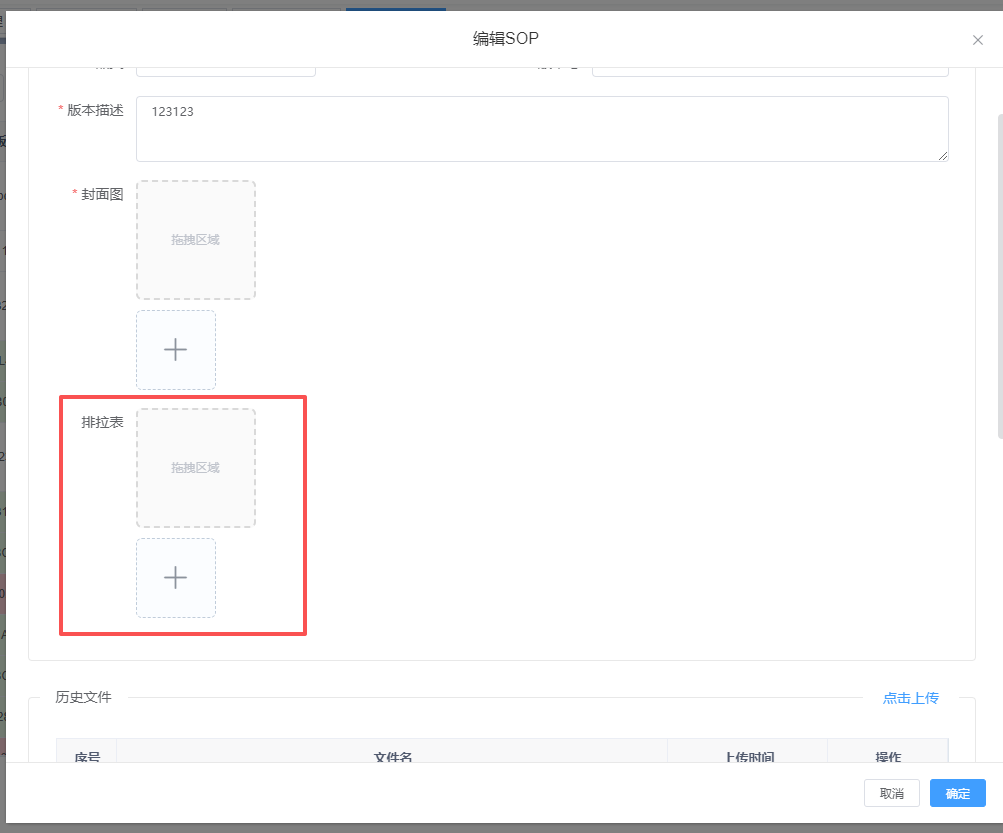 编辑SOP
* 版本描述
123123
* 封面图
拖拽区域
排拉表
拖拽区域
历史文件
点击上传
序号 文件名 上传时间 操作
取消 确定